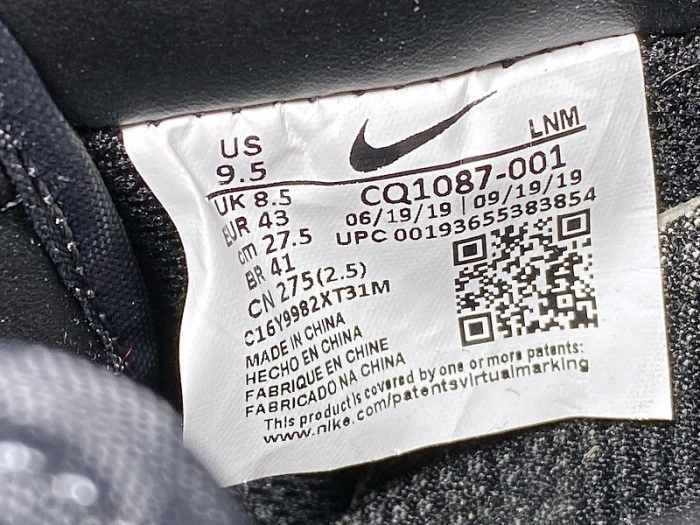 US
9.5
LNM
UK 8.5
EUR 43
cm 27.5
BR 41
CN 275(2.5)
CQ1087-001
06/19/19 | 09/19/19
UPC 00193655383854
C16Y9982XT31M
MADE IN CHINA
HECHO EN CHINA
FABRIQUE EN CHINE
FABRICADO NA CHINA
This product is covered by one or more patents:
www.nike.com/patentsvirtualmarking